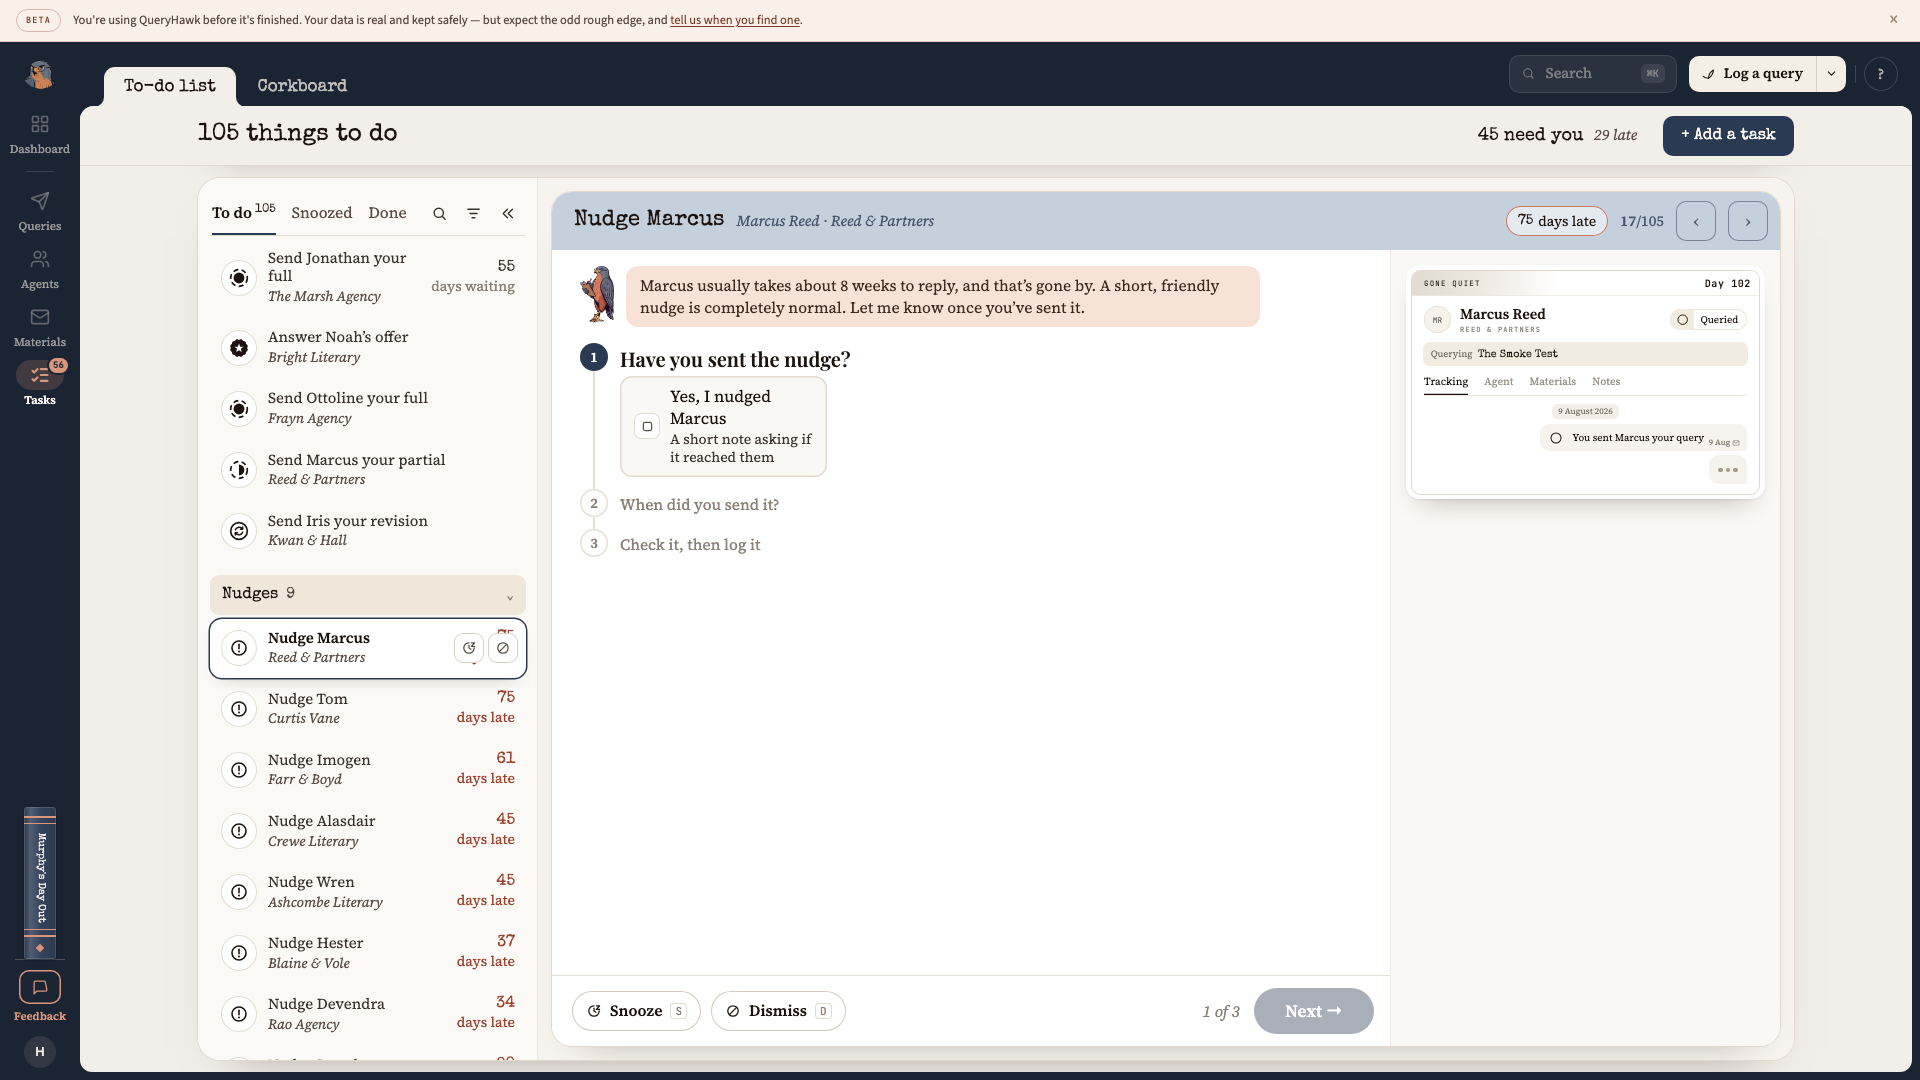 BETA You're using QueryHawk before it's finished. Your data is real and kept safely — but expect the odd rough edge, and tell us when you find one. ×
To-do list Corkboard
Search ⌘K
Log a query
?
Dashboard
Queries
Agents
Materials
56
Tasks
Murphy's Day Out
Feedback
H
105 things to do
45 need you 29 late
+ Add a task
To do 105 Snoozed Done
Send Jonathan your full
The Marsh Agency
55
days waiting
Answer Noah's offer
Bright Literary
Send Ottoline your full
Frayn Agency
Send Marcus your partial
Reed & Partners
Send Iris your revision
Kwan & Hall
Nudges 9
Nudge Marcus
Reed & Partners
Nudge Tom
Curtis Vane
75
days late
Nudge Imogen
Farr & Boyd
61
days late
Nudge Alasdair
Crewe Literary
45
days late
Nudge Wren
Ashcombe Literary
45
days late
Nudge Hester
Blaine & Vole
37
days late
Nudge Devendra
Rao Agency
34
days late
Nudge Marcus Marcus Reed · Reed & Partners
75 days late
17/105
Marcus usually takes about 8 weeks to reply, and that's gone by. A short, friendly
nudge is completely normal. Let me know once you've sent it.
1 Have you sent the nudge?
Yes, I nudged
Marcus
A short note asking if
it reached them
2 When did you send it?
3 Check it, then log it
Snooze S
Dismiss D
1 of 3
Next →
GONE QUIET
Day 102
MR
Marcus Reed
REED & PARTNERS
Queried
Querying The Smoke Test
Tracking Agent Materials Notes
9 August 2026
You sent Marcus your query 9 Aug